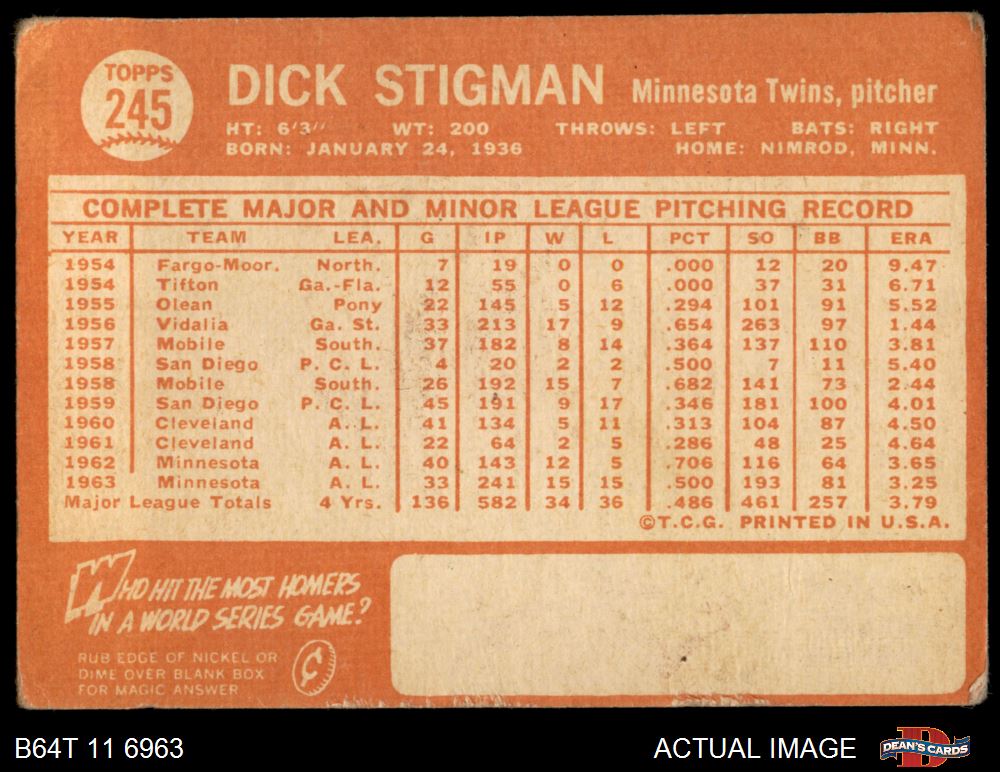 TOPPS
245
DICK STIGMAN Minnesota Twins, pitcher
HT: 6'3" WT: 200 THROWS: LEFT BATS: RIGHT
BORN: JANUARY 24, 1936 HOME: NIMROD, MINN.
COMPLETE MAJOR AND MINOR LEAGUE PITCHING RECORD
YEAR TEAM LEA. G IP W L PCT SO BB ERA
1954 Fargo-Moor. North. 7 19 0 0 .000 12 20 9.47
1954 Tifton Ga.-Fla. 12 55 0 6 .000 37 31 6.71
1955 Olean Pony 22 145 5 12 .294 101 91 5.52
1956 Vidalia Ga. St. 33 213 17 9 .654 263 97 1.44
1957 Mobile South. 37 182 8 14 .364 137 110 3.81
1958 San Diego P. C. L. 4 20 2 2 .500 7 11 5.40
1958 Mobile South. 26 192 15 7 .682 141 73 2.44
1959 San Diego P. C. L. 45 191 9 17 .346 181 100 4.01
1960 Cleveland A. L. 41 134 5 11 .313 104 87 4.50
1961 Cleveland A. L. 22 64 2 5 .286 48 25 4.64
1962 Minnesota A. L. 40 143 12 5 .706 116 64 3.65
1963 Minnesota A. L. 33 241 15 15 .500 193 81 3.25
Major League Totals 4 Yrs. 136 582 34 36 .486 461 257 3.79
©T.C.G. PRINTED IN U.S.A.
WHO HIT THE MOST HOMERS
IN A WORLD SERIES GAME?
RUB EDGE OF NICKEL OR
DIME OVER BLANK BOX
FOR MAGIC ANSWER
¢
B64T 11 6963 ACTUAL IMAGE DEAN'S CARDS